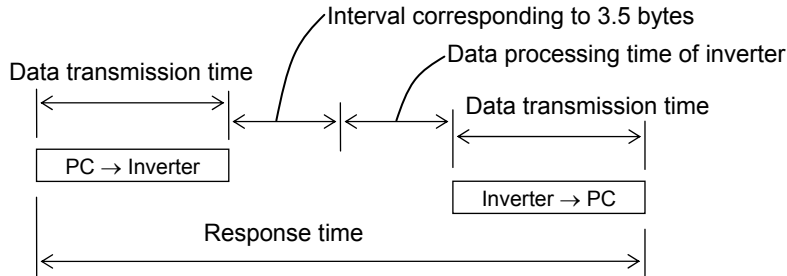 Interval corresponding to 3.5 bytes
Data processing time of inverter
Data transmission time
Data transmission time
PC → Inverter
Inverter → PC
Response time